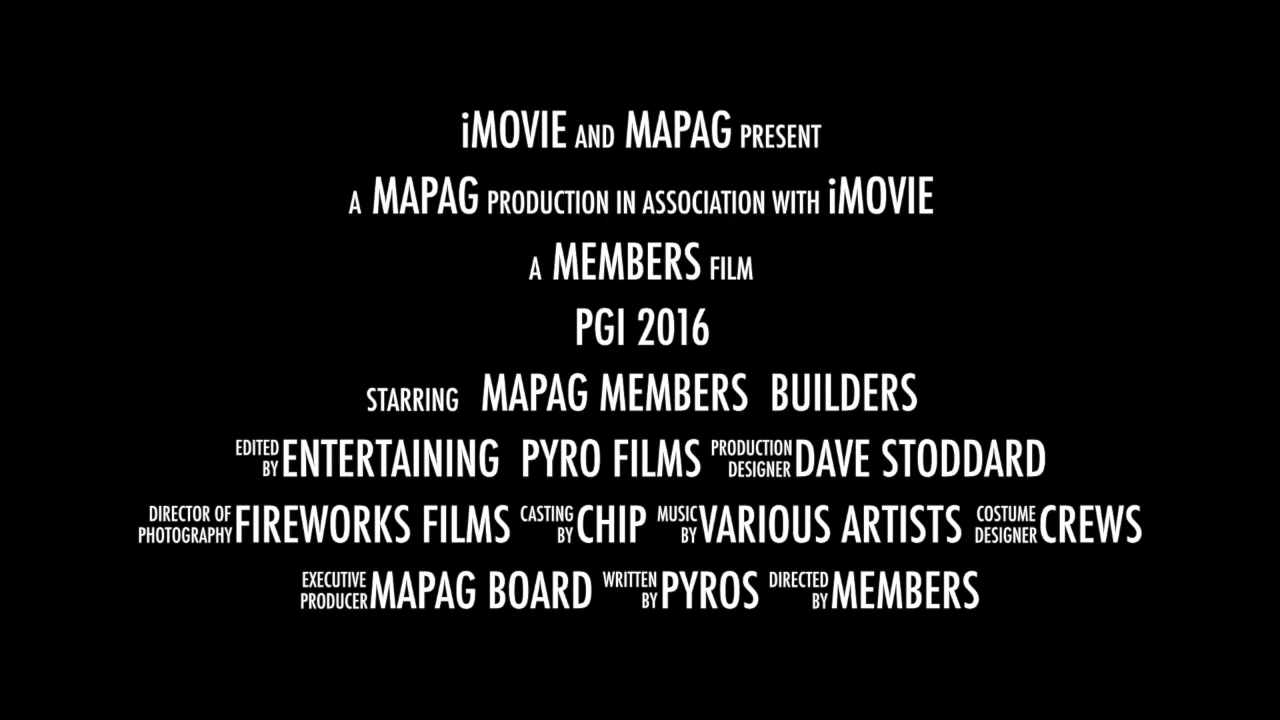 iMOVIE AND MAPAG PRESENT
A MAPAG PRODUCTION IN ASSOCIATION WITH iMOVIE
A MEMBERS FILM
PGI 2016
STARRING MAPAG MEMBERS BUILDERS
EDITED BY ENTERTAINING PYRO FILMS PRODUCTION DESIGNER DAVE STODDARD
DIRECTOR OF PHOTOGRAPHY FIREWORKS FILMS CASTING BY CHIP MUSIC BY VARIOUS ARTISTS COSTUME DESIGNER CREWS
EXECUTIVE PRODUCER MAPAG BOARD WRITTEN BY PYROS DIRECTED BY MEMBERS